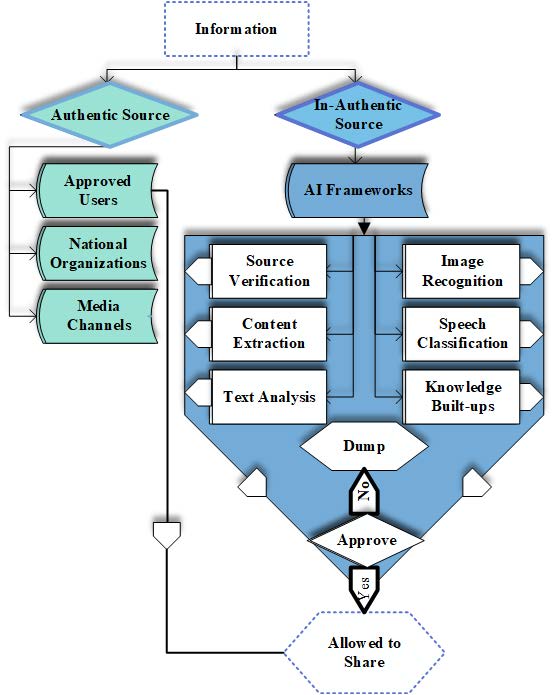 Information
Authentic Source
In-Authentic
Source
Approved
Users
AI Frameworks
National
Organizations
Media
Channels
Source
Verification
Image
Recognition
Content
Extraction
Speech
Classification
Text Analysis
Knowledge
Built-ups
Dump
No
Approve
Yes
Allowed to
Share